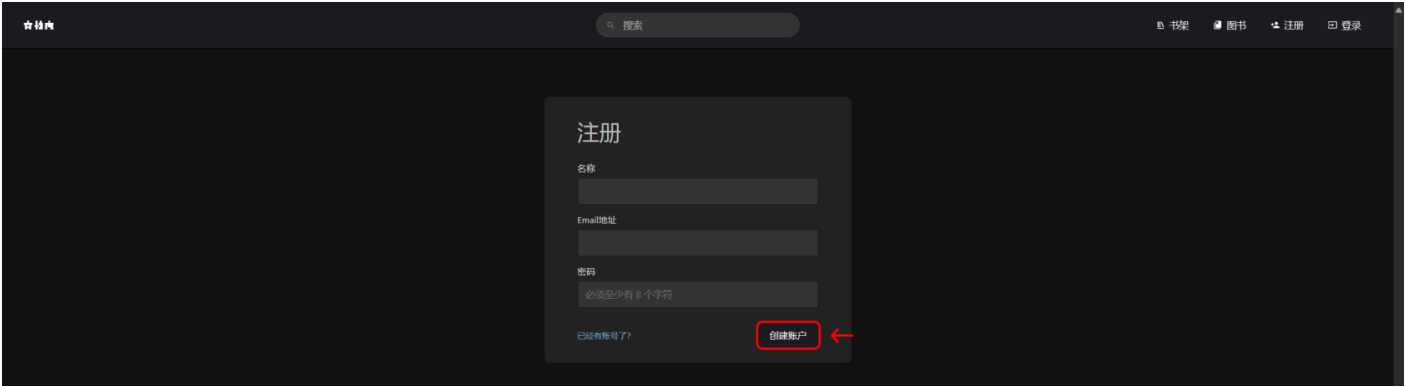 搜索
书架
图书
注册
登录
注册
名称
Email地址
密码
必须至少有 8 个字符
已经有账号了?
创建账户